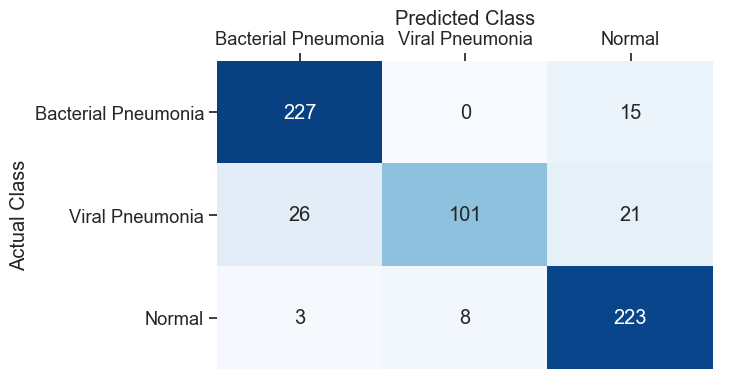 Predicted Class
Bacterial Pneumonia Viral Pneumonia Normal
Actual Class
Bacterial Pneumonia 227 0 15
Viral Pneumonia 26 101 21
Normal 3 8 223